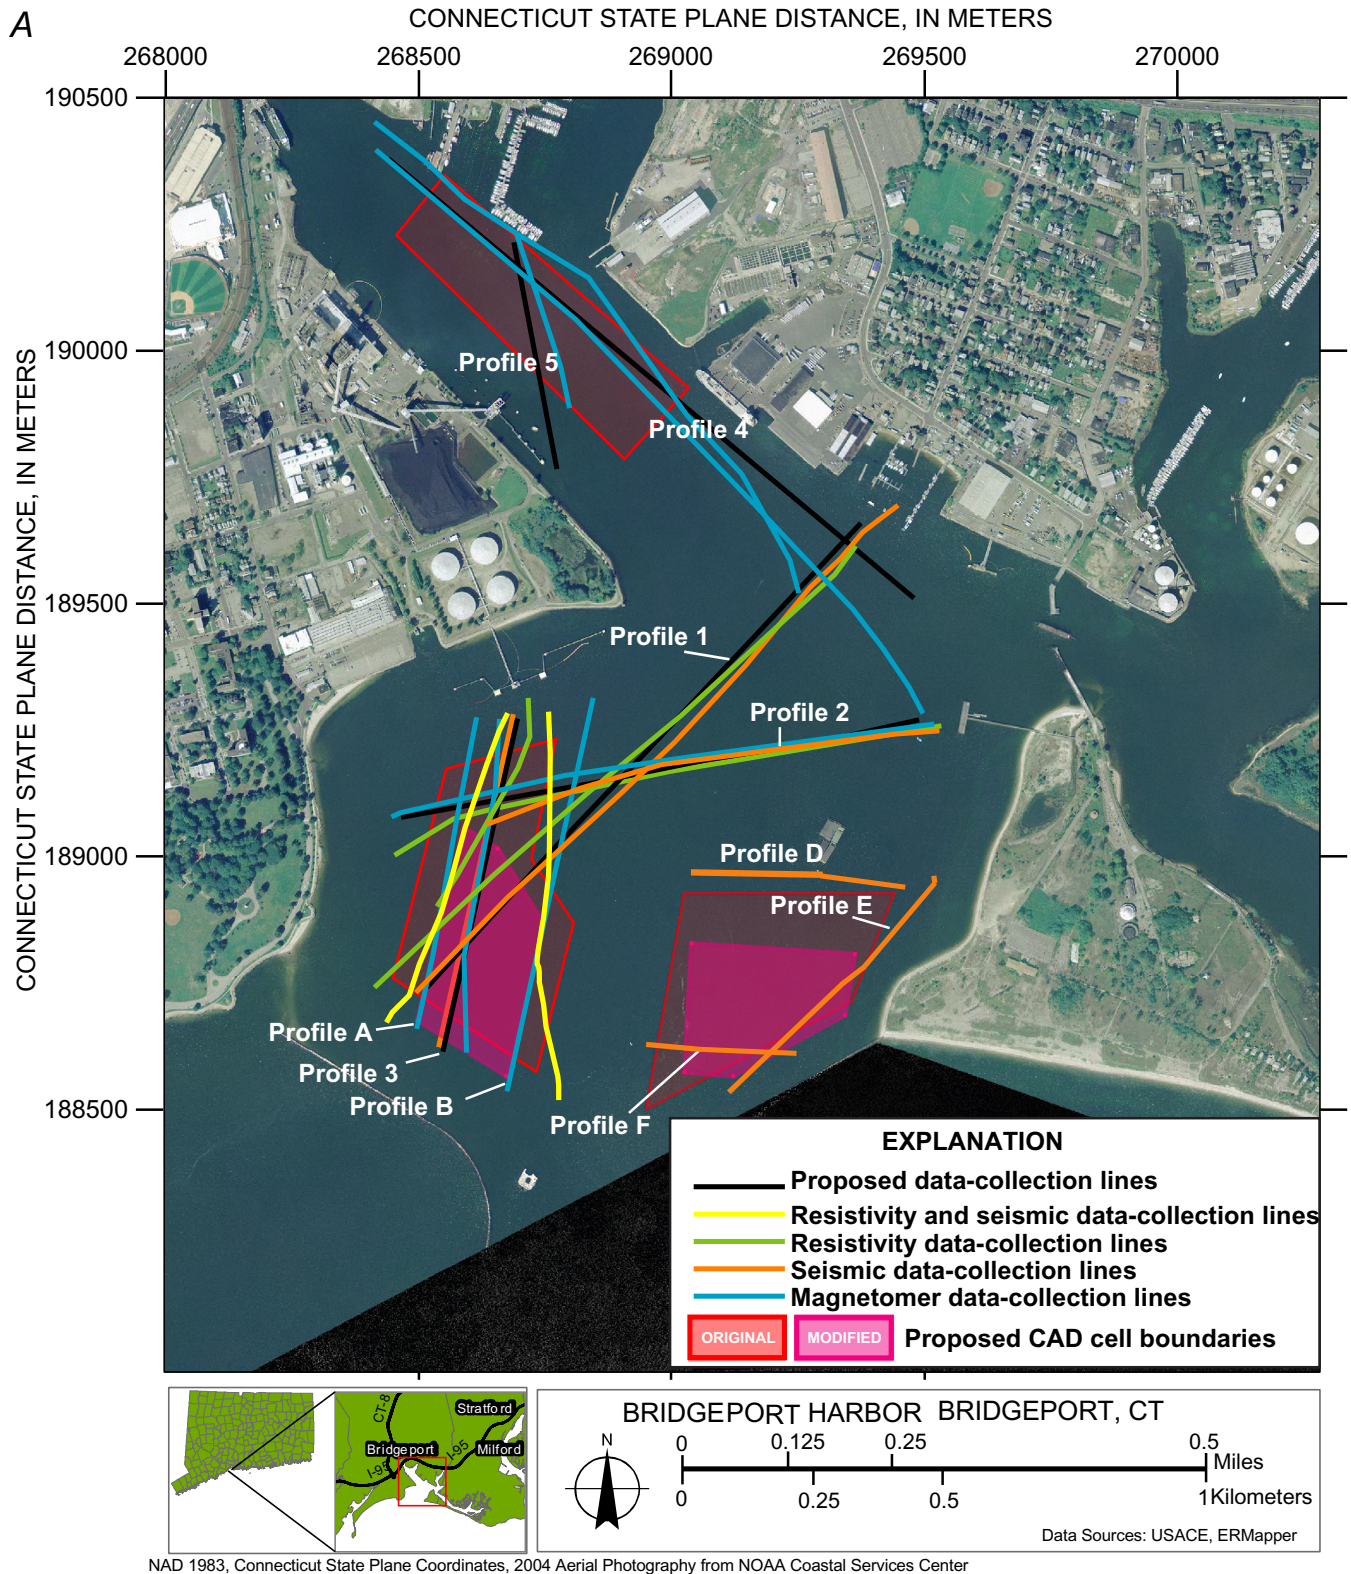 A
CONNECTICUT STATE PLANE DISTANCE, IN METERS
268000 268500 269000 269500 270000
190500
190000
189500
189000
188500
CONNECTICUT STATE PLANE DISTANCE, IN METERS
Profile 5
Profile 4
Profile 1
Profile 2
Profile D
Profile E
Profile A
Profile 3
Profile B
Profile F
EXPLANATION
Proposed data-collection lines
Resistivity and seismic data-collection lines
Resistivity data-collection lines
Seismic data-collection lines
Magnetomer data-collection lines
ORIGINAL MODIFIED Proposed CAD cell boundaries
CT-8
Stratford
Bridgeport
I-95
Milford
I-95
BRIDGEPORT HARBOR BRIDGEPORT, CT
N
0 0.125 0.25 0.5
Miles
0 0.25 0.5 1Kilometers
Data Sources: USACE, ERMapper
NAD 1983, Connecticut State Plane Coordinates, 2004 Aerial Photography from NOAA Coastal Services Center